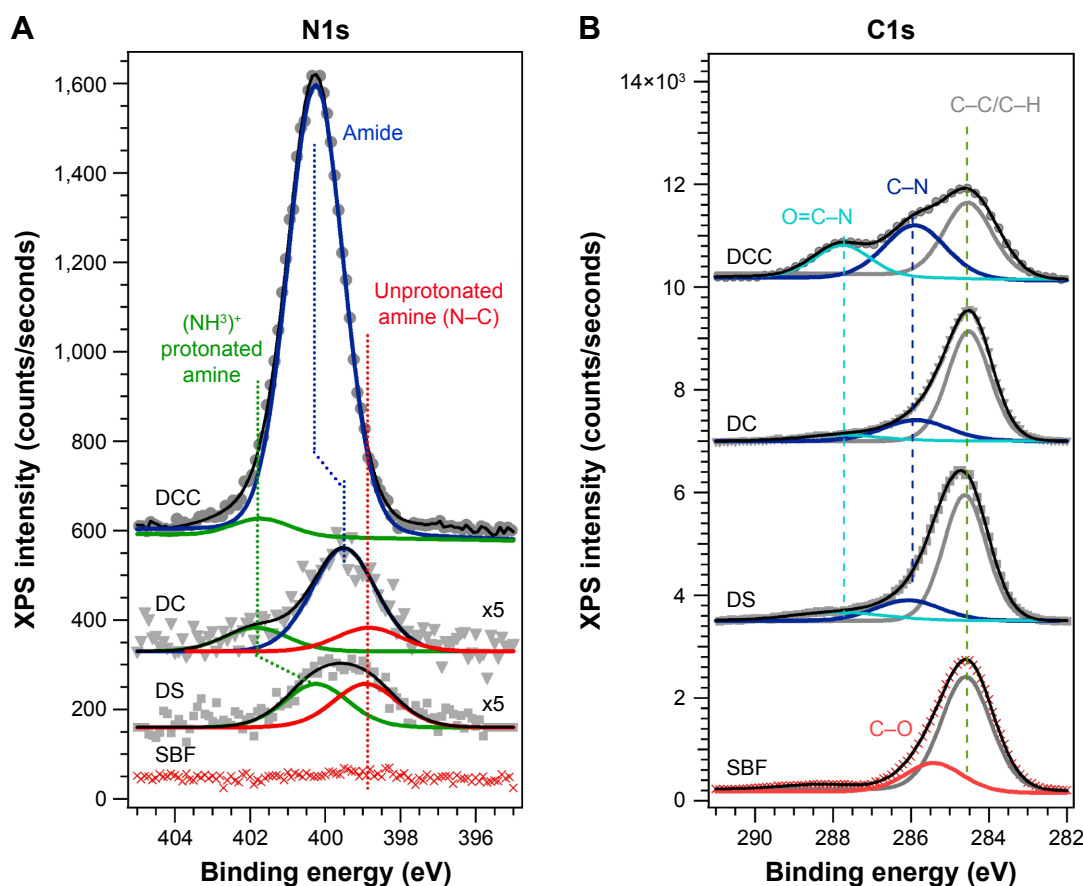 A
N1s
XPS intensity (counts/seconds)
1,600
1,400
1,200
1,000
800
600
400
200
0
Amide
Unprotonated
amine (N–C)
(NH³)⁺
protonated
amine
DCC
DC
x5
DS
x5
SBF
404
402
400
398
396
Binding energy (eV)
B
C1s
XPS intensity (counts/seconds)
14×10³
12
10
8
6
4
2
0
C–C/C–H
C–N
O=C–N
DCC
DC
DS
C–O
SBF
290
288
286
284
282
Binding energy (eV)